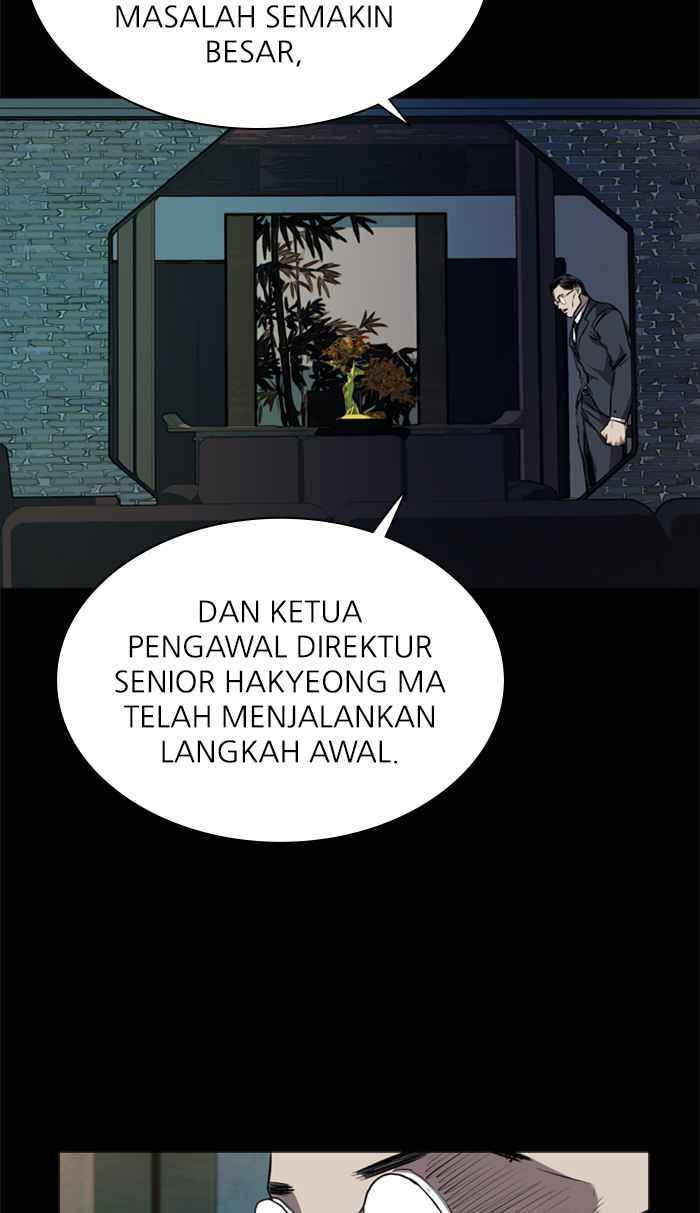 MASALAH SEMAKIN
BESAR,
DAN KETUA
PENGAWAL DIREKTUR
SENIOR HAKYEONG MA
TELAH MENJALANKAN
LANGKAH AWAL.